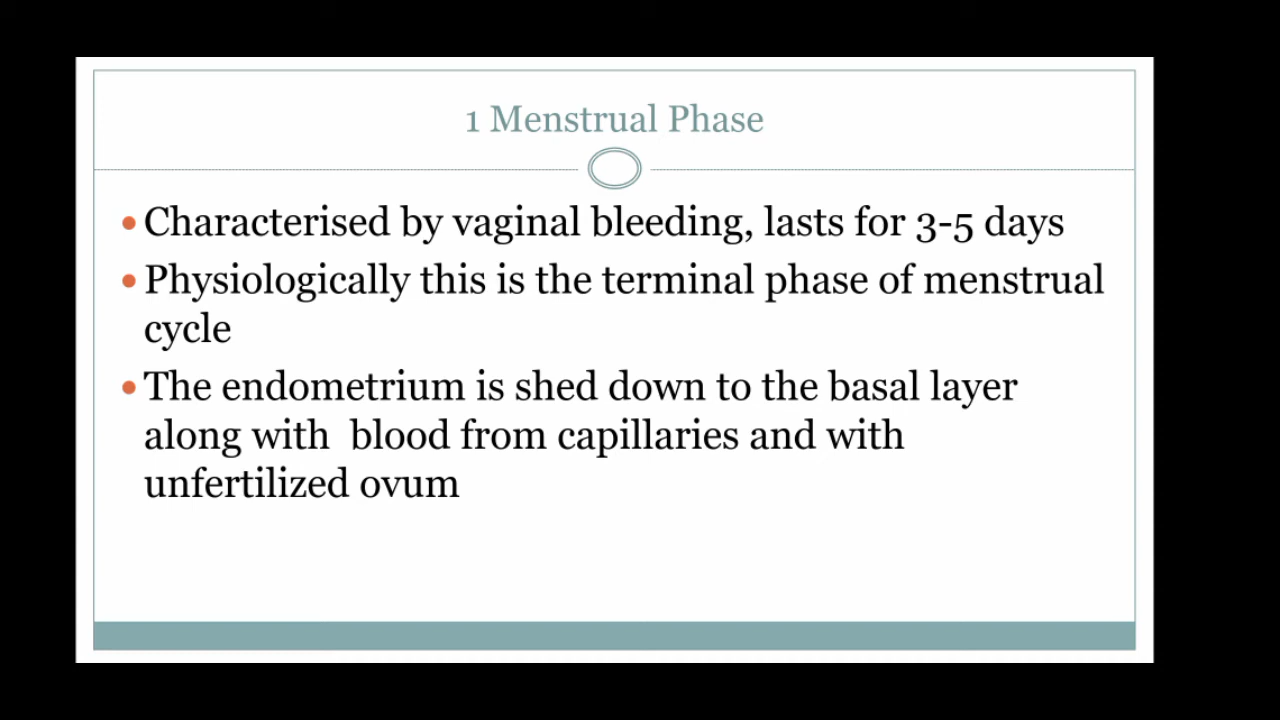 1 Menstrual Phase
• Characterised by vaginal bleeding, lasts for 3-5 days
• Physiologically this is the terminal phase of menstrual
cycle
• The endometrium is shed down to the basal layer
along with  blood from capillaries and with
unfertilized ovum